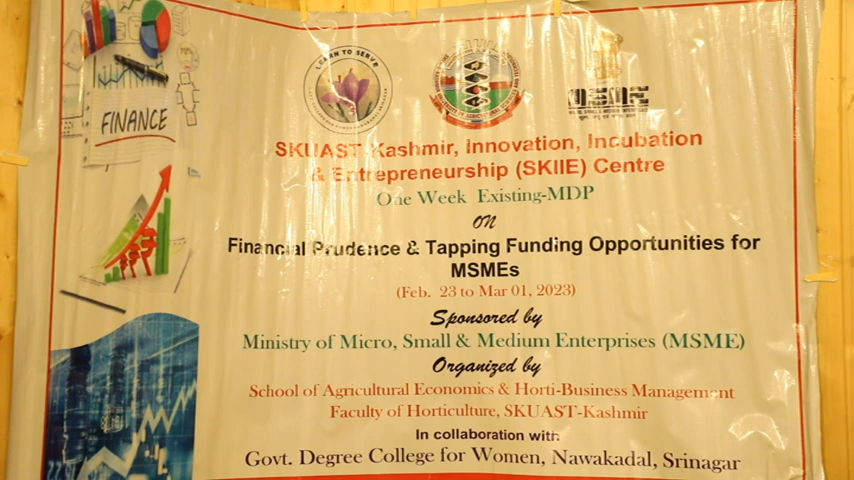 FINANCE
LEARN TO SERVE
MSME
SKUAST-Kashmir, Innovation, Incubation
& Entrepreneurship (SKIIE) Centre
One Week Existing-MDP
ON
Financial Prudence & Tapping Funding Opportunities for
MSMEs
(Feb. 23 to Mar 01, 2023)
Sponsored by
Ministry of Micro, Small & Medium Enterprises (MSME)
Organized by
School of Agricultural Economics & Horti-Business Management
Faculty of Horticulture, SKUAST-Kashmir
In collaboration with:
Govt. Degree College for Women, Nawakadal, Srinagar